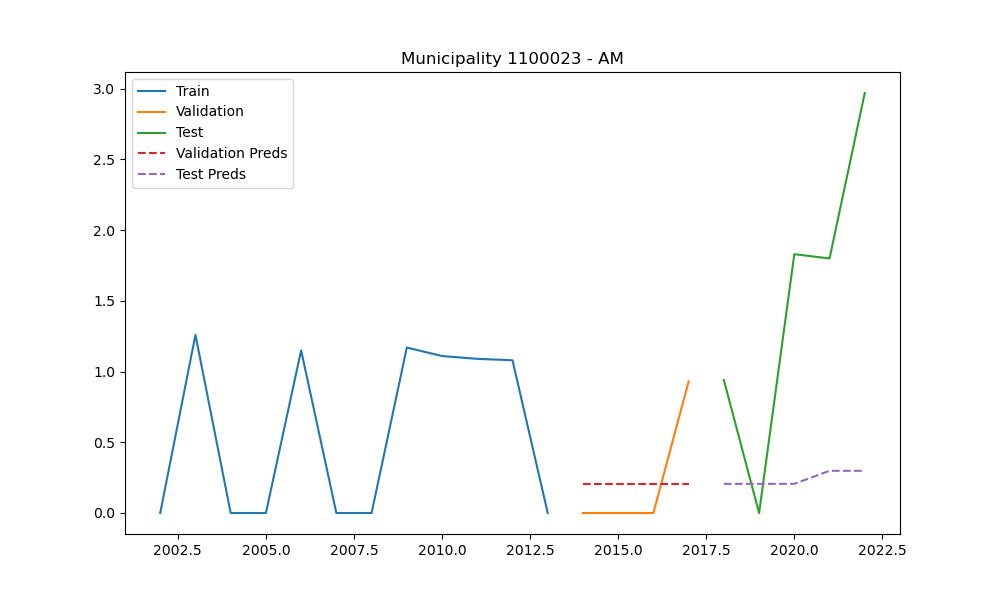 Municipality 1100023 - AM
Train
Validation
Test
Validation Preds
Test Preds
3.0
2.5
2.0
1.5
1.0
0.5
0.0
2002.5 2005.0 2007.5 2010.0 2012.5 2015.0 2017.5 2020.0 2022.5